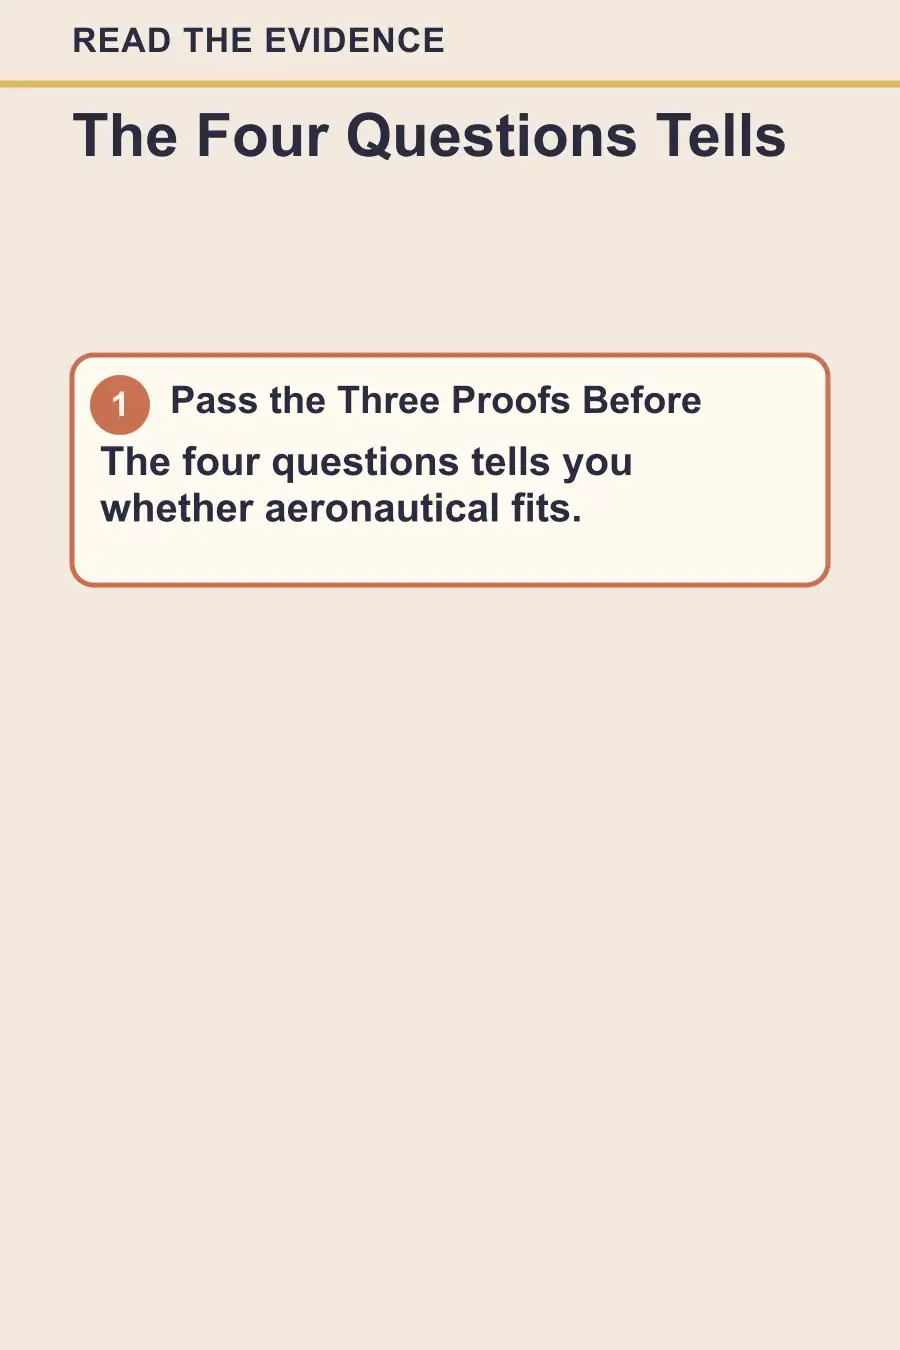 READ THE EVIDENCE
The Four Questions Tells
1 Pass the Three Proofs Before
The four questions tells you
whether aeronautical fits.